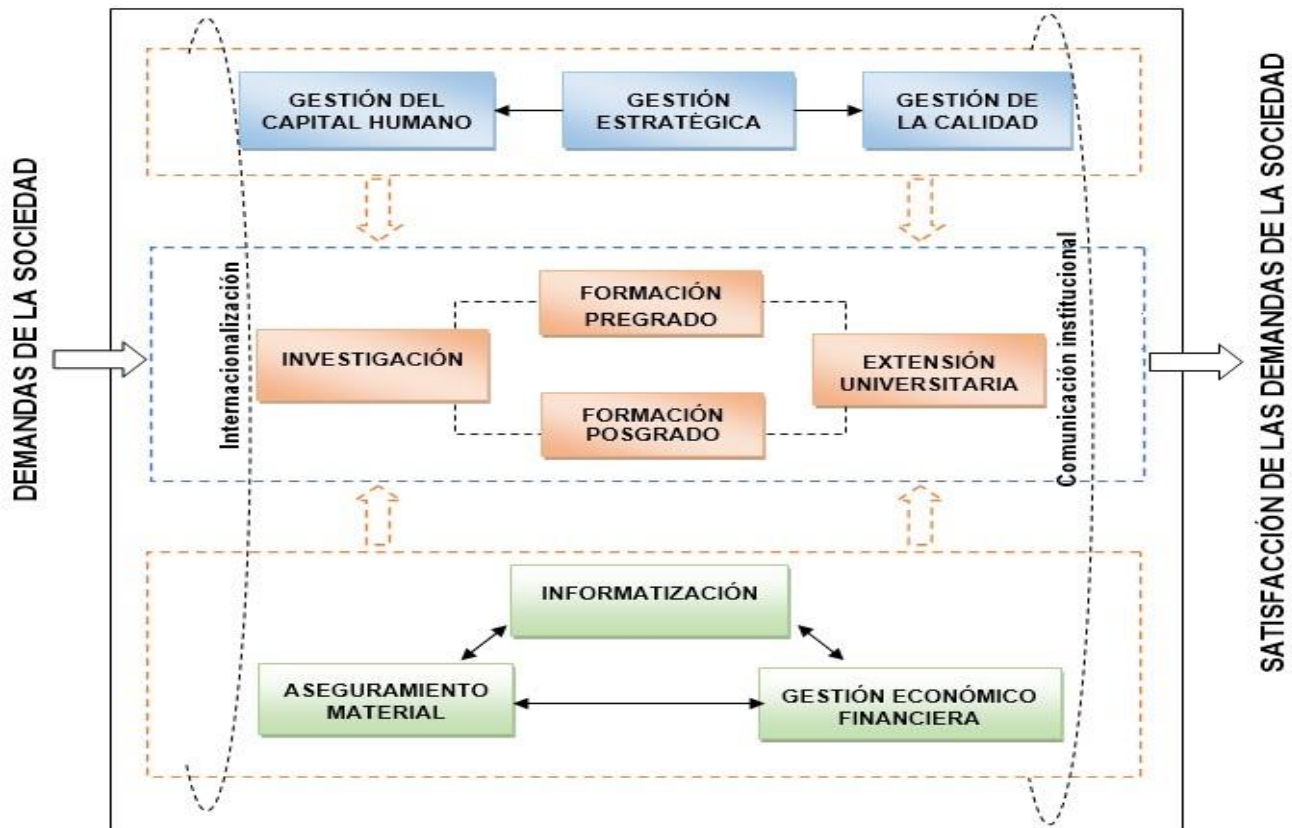 DEMANDAS DE LA SOCIEDAD
GESTIÓN DEL
CAPITAL HUMANO
GESTIÓN
ESTRATÉGICA
GESTIÓN DE
LA CALIDAD
Internacionalización
INVESTIGACIÓN
FORMACIÓN
PREGRADO
FORMACIÓN
POSGRADO
EXTENSIÓN
UNIVERSITARIA
Comunicación institucional
INFORMATIZACIÓN
ASEGURAMIENTO
MATERIAL
GESTIÓN ECONÓMICO
FINANCIERA
SATISFACCIÓN DE LAS DEMANDAS DE LA SOCIEDAD